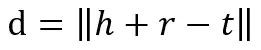 d = ‖h + r − t‖